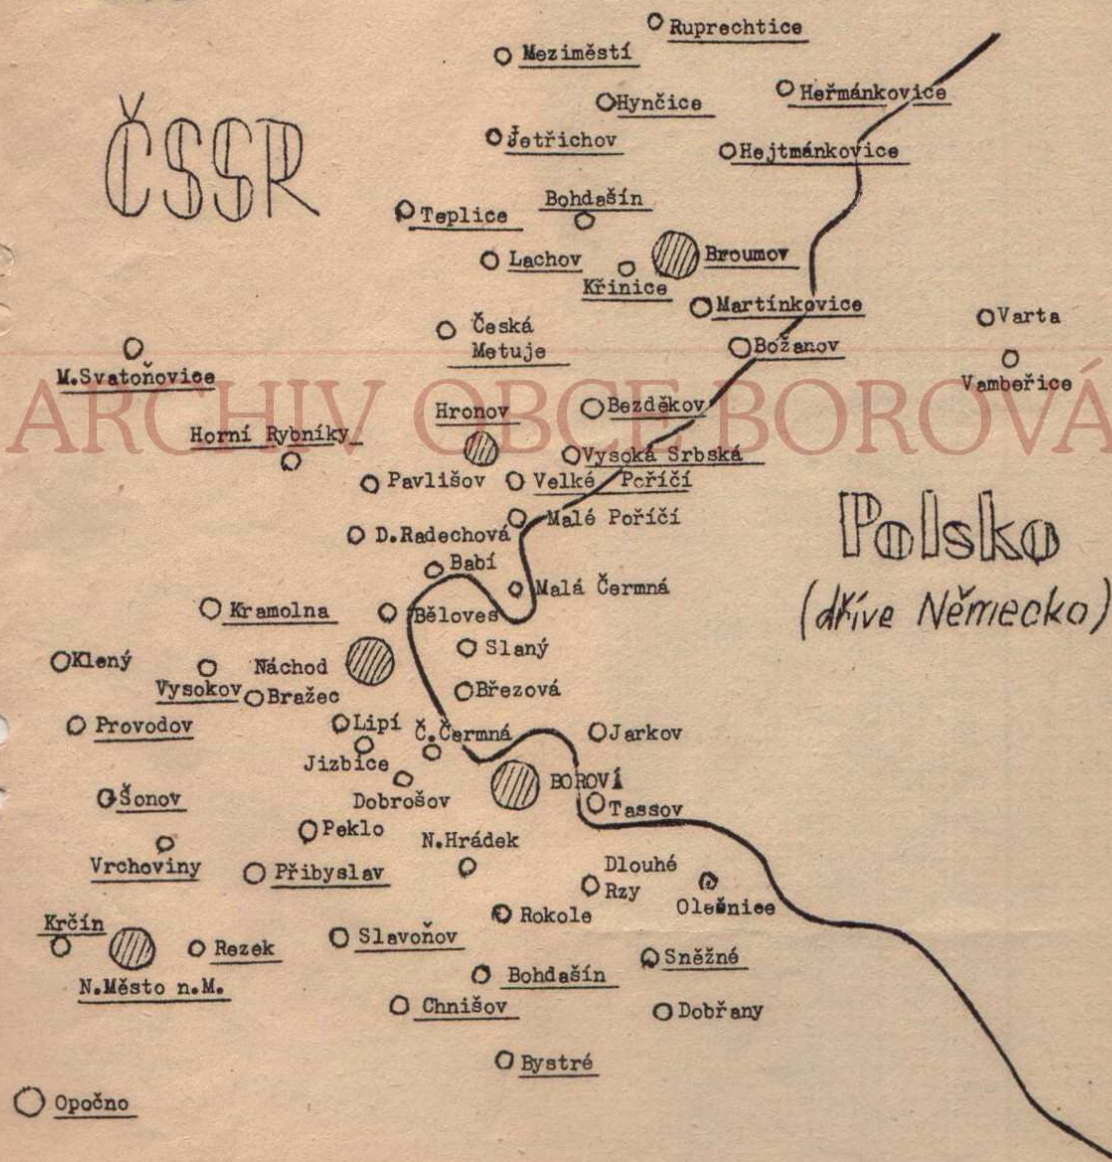 Ruprechtice
Meziměstí
Heřmánkovice
Hynčice
ČSSR
Jetřichov
Hejtmánkovice
Bohdašín
Teplice
Broumov
Lachov
Křinice
Martínkovice
Varta
Česká
Metuje
Božanov
M.Svatoňovice
Vambeřice
ARCHIV OBCE BOROVÁ
Hronov
Bezděkov
Horní Rybníky
Vysoká Srbská
Pavlišov
Velké Poříčí
Malé Poříčí
Polsko
(dříve Německo)
D.Radechová
Babí
Malá Čermná
Kramolna
Běloves
Slaný
Klený
Náchod
Vysokov
Bražec
Březová
Provodov
Lipí
Č.Čermná
Jarkov
Jizbice
BOROVÍ
Šonov
Dobrošov
Tassov
Peklo
N.Hrádek
Vrchoviny
Přibyslav
Dlouhé
Rzy
Olešnice
Krčín
Rokole
Rezek
Slavoňov
Sněžné
N.Město n.M.
Bohdašín
Chnišov
Dobřany
Bystré
Opočno